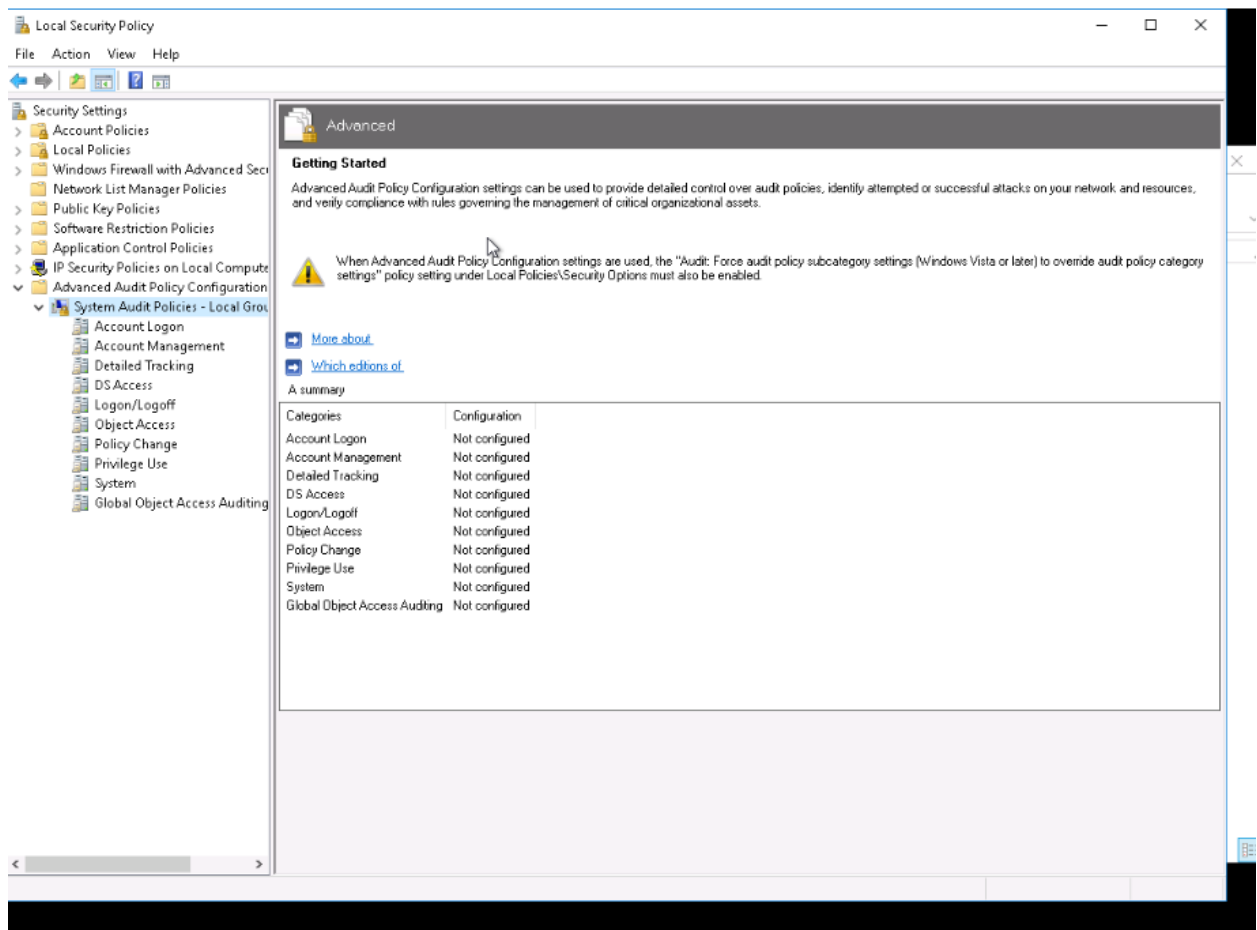 Local Security Policy
File Action View Help
Security Settings
Account Policies
Local Policies
Windows Firewall with Advanced Secu
Network List Manager Policies
Public Key Policies
Software Restriction Policies
Application Control Policies
IP Security Policies on Local Compute
Advanced Audit Policy Configuration
System Audit Policies - Local Grou
Account Logon
Account Management
Detailed Tracking
DS Access
Logon/Logoff
Object Access
Policy Change
Privilege Use
System
Global Object Access Auditing
Advanced
Getting Started
Advanced Audit Policy Configuration settings can be used to provide detailed control over audit policies, identify attempted or successful attacks on your network and resources,
and verify compliance with rules governing the management of critical organizational assets.
When Advanced Audit Policy Configuration settings are used, the "Audit: Force audit policy subcategory settings (Windows Vista or later) to override audit policy category
settings" policy setting under Local Policies\Security Options must also be enabled.
More about
Which editions of
A summary
Categories Configuration
Account Logon Not configured
Account Management Not configured
Detailed Tracking Not configured
DS Access Not configured
Logon/Logoff Not configured
Object Access Not configured
Policy Change Not configured
Privilege Use Not configured
System Not configured
Global Object Access Auditing Not configured